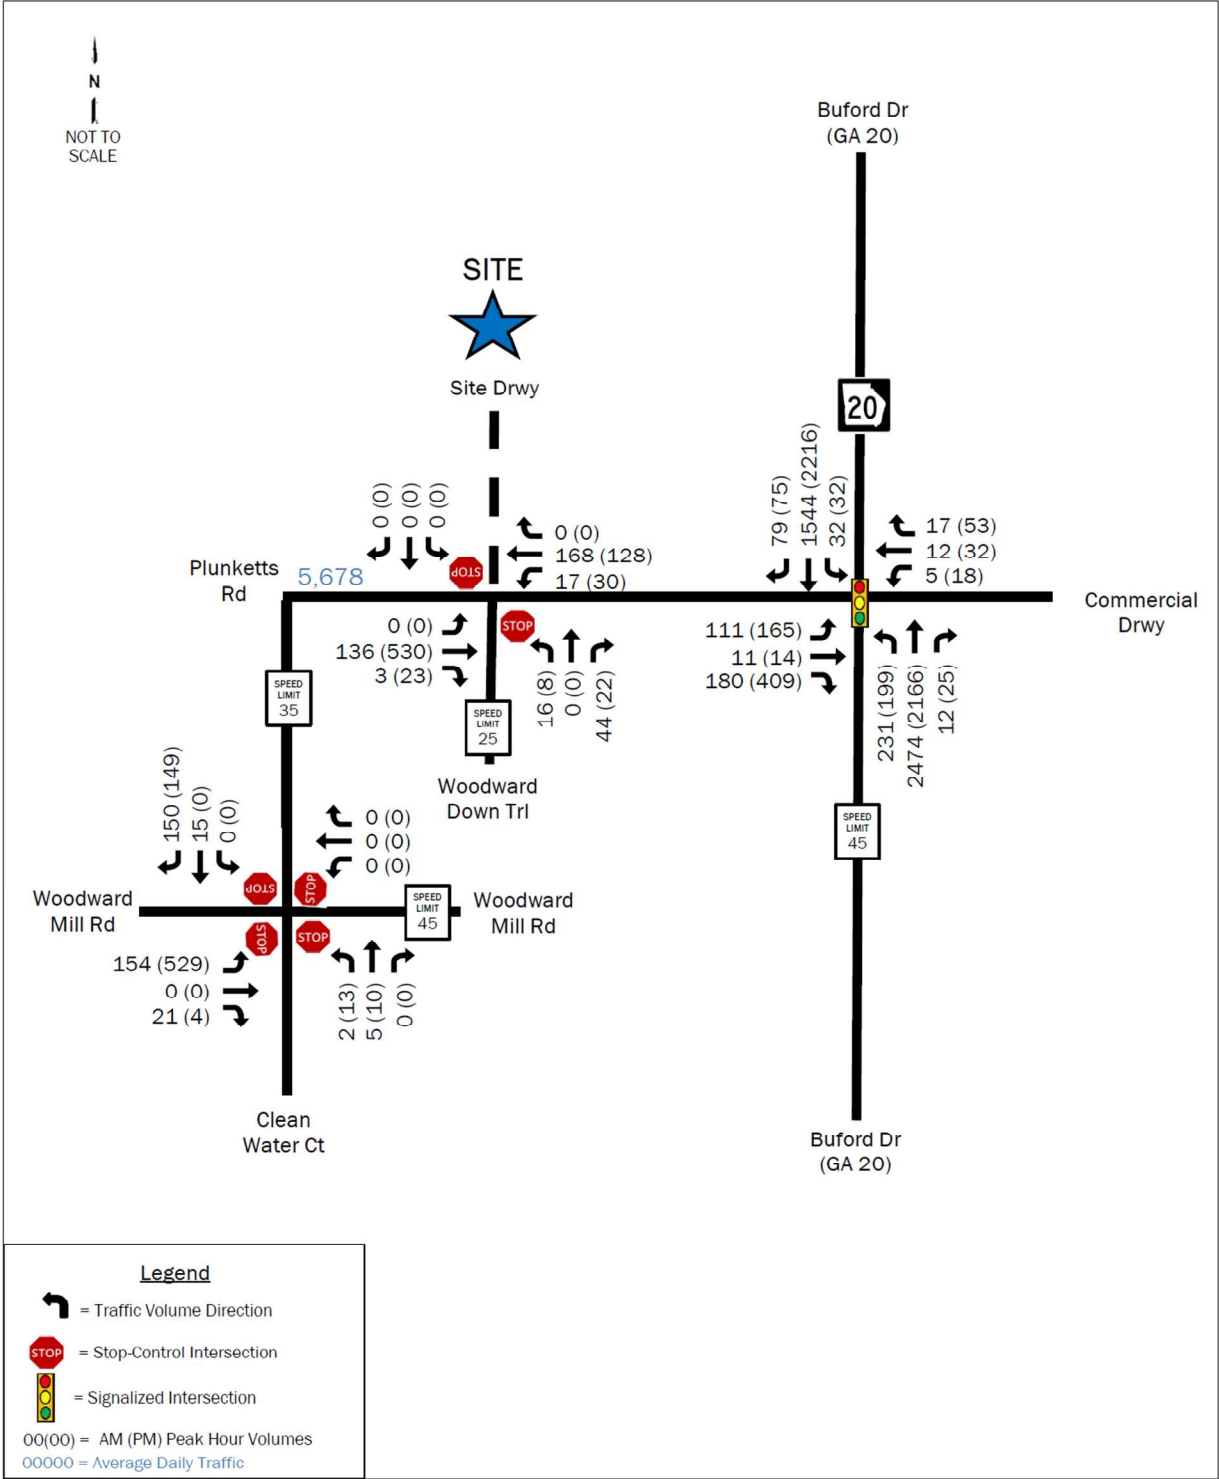 N
NOT TO
SCALE
Buford Dr
(GA 20)
SITE
Site Drwy
20
0 (0)
0 (0)
0 (0)
0 (0)
168 (128)
17 (30)
79 (75)
1544 (2216)
32 (32)
17 (53)
12 (32)
5 (18)
Plunketts
Rd
5,678
STOP
Commercial
Drwy
0 (0)
136 (530)
3 (23)
STOP
16 (8)
0 (0)
44 (22)
111 (165)
11 (14)
180 (409)
231 (199)
2474 (2166)
12 (25)
SPEED
LIMIT
35
SPEED
LIMIT
25
Woodward
Down Trl
150 (149)
15 (0)
0 (0)
0 (0)
0 (0)
0 (0)
SPEED
LIMIT
45
Woodward
Mill Rd
STOP
STOP
SPEED
LIMIT
45
Woodward
Mill Rd
STOP
STOP
154 (529)
0 (0)
21 (4)
2 (13)
5 (10)
0 (0)
Clean
Water Ct
Buford Dr
(GA 20)
Legend
= Traffic Volume Direction
STOP = Stop-Control Intersection
= Signalized Intersection
00(00) = AM (PM) Peak Hour Volumes
00000 = Average Daily Traffic